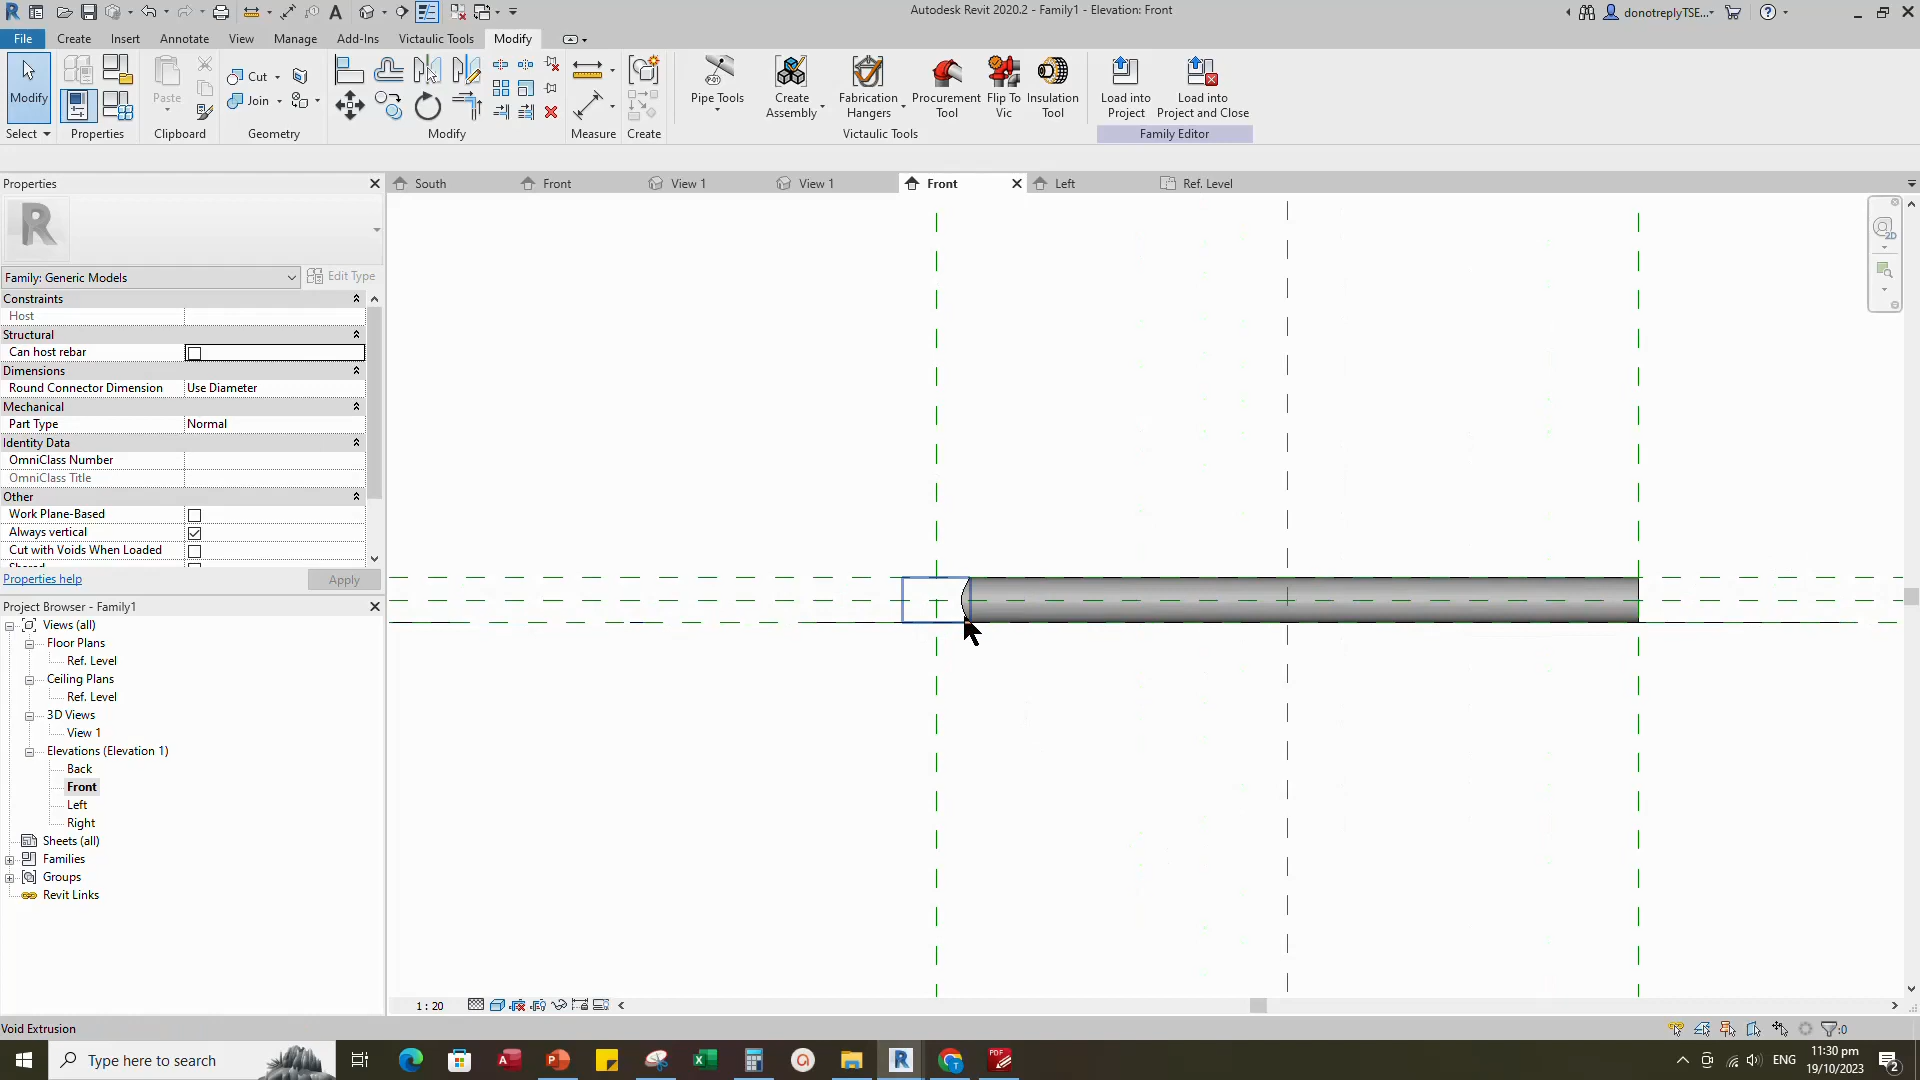 Autodesk Revit 2020.2 - Family1 - Elevation: Front
donotreplyTSE...
File
Create
Insert
Annotate
View
Manage
Add-Ins
Victaulic Tools
Modify
Modify
Paste
Cut
Join
Pipe Tools
Create Assembly
Fabrication Hangers
Procurement Tool
Flip To Vic
Insulation Tool
Load into Project
Load into Project and Close
Select
Properties
Clipboard
Geometry
Modify
Measure
Create
Victaulic Tools
Family Editor
Properties
South
Front
View 1
View 1
Front
Left
Ref. Level
2D
Family: Generic Models
Edit Type
Constraints
Host
Structural
Can host rebar
Dimensions
Round Connector Dimension
Use Diameter
Mechanical
Part Type
Normal
Identity Data
OmniClass Number
OmniClass Title
Other
Work Plane-Based
Always vertical
Cut with Voids When Loaded
Shared
Properties help
Apply
Project Browser - Family1
Views (all)
Floor Plans
Ref. Level
Ceiling Plans
Ref. Level
3D Views
View 1
Elevations (Elevation 1)
Back
Front
Left
Right
Sheets (all)
Families
Groups
Revit Links
1 : 20
Void Extrusion
:0
Type here to search
ENG
11:30 pm
19/10/2023
2